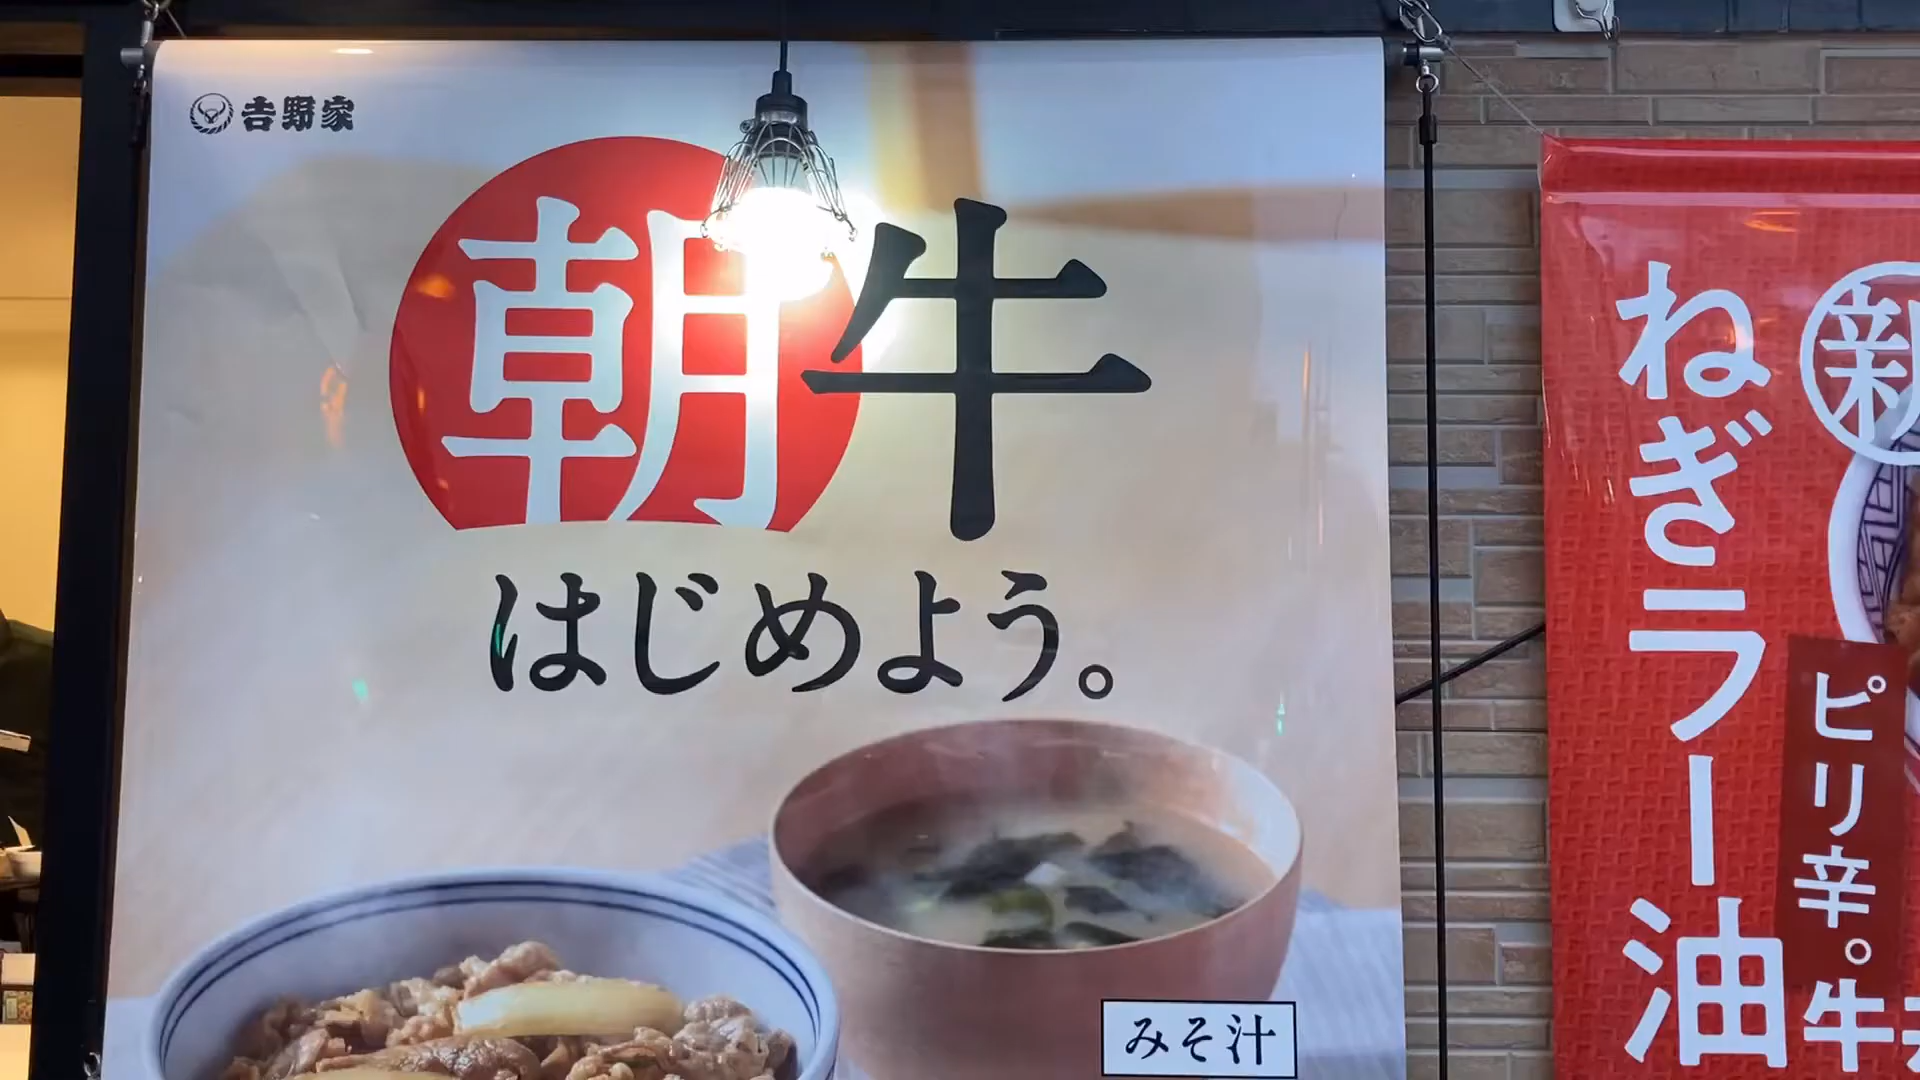 吉野家
朝牛
はじめよう。
みそ汁
ねぎラー油
ピリ辛。
牛